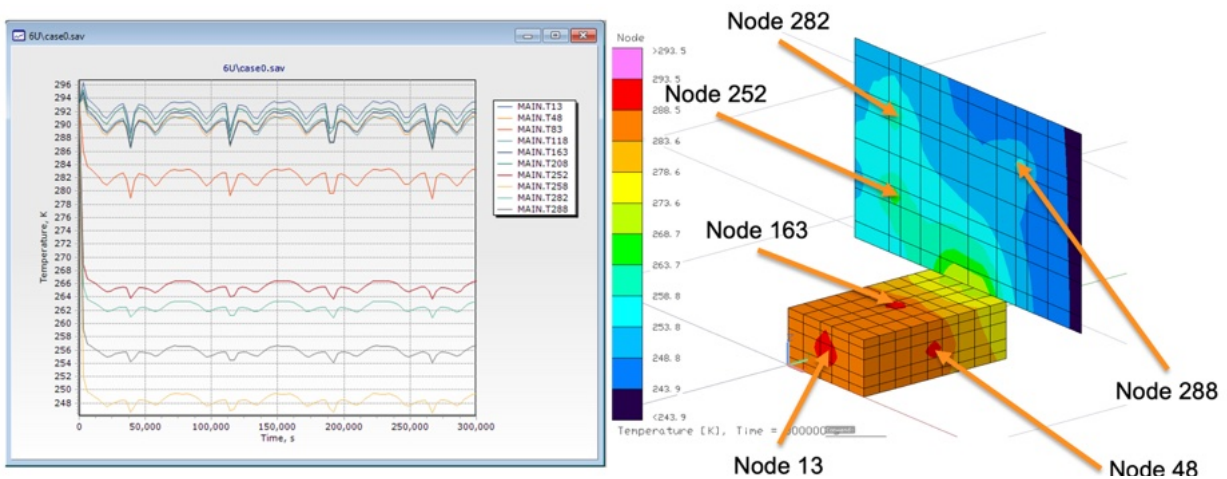 6U\case0.sav
6U\case0.sav
296
294
292
290
288
286
284
282
280
278
276
274
272
270
268
266
264
262
260
258
256
254
252
250
248
Temperature, K
0
50,000
100,000
150,000
200,000
250,000
300,000
Time, s
MAIN.T13
MAIN.T48
MAIN.T83
MAIN.T118
MAIN.T163
MAIN.T208
MAIN.T252
MAIN.T258
MAIN.T282
MAIN.T288
Node
>293.5
293.5
288.5
283.6
278.6
273.6
268.7
263.7
258.8
253.8
248.8
243.9
<243.9
Temperature [K], Time =
Node 282
Node 252
Node 163
Node 288
Node 13
Node 48